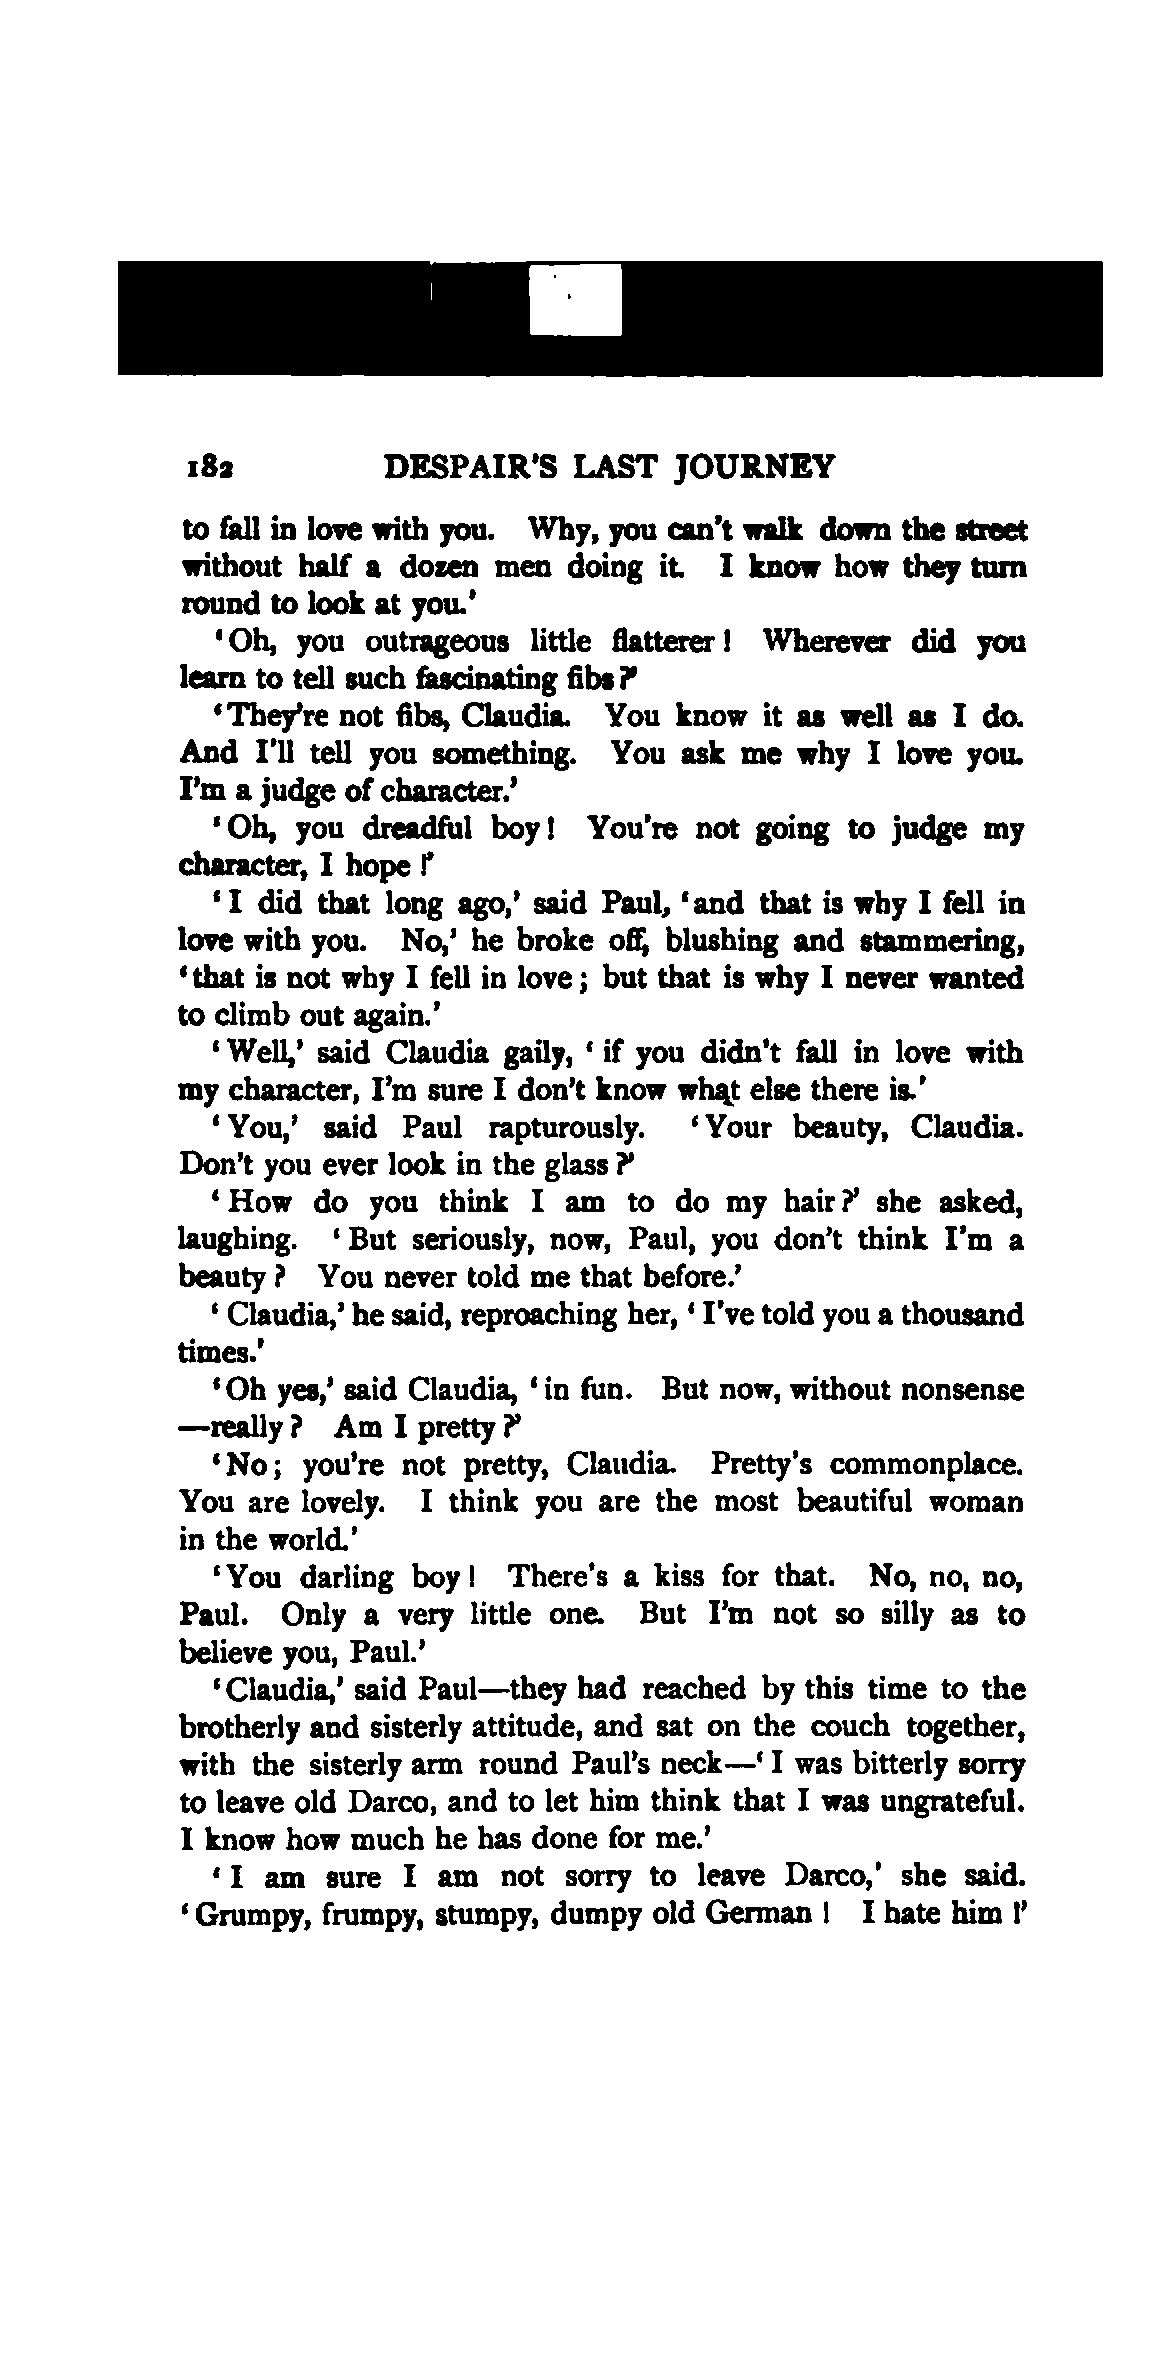 182 DESPAIR'S LAST JOURNEY
to fall in love with you. Why, you can't walk down the street
without half a dozen men doing it. I know how they turn
round to look at you.'
'Oh, you outrageous little flatterer! Wherever did you
learn to tell such fascinating fibs?'
'They're not fibs, Claudia. You know it as well as I do.
And I'll tell you something. You ask me why I love you.
I'm a judge of character.'
'Oh, you dreadful boy! You're not going to judge my
character, I hope!'
'I did that long ago,' said Paul, 'and that is why I fell in
love with you. No,' he broke off, blushing and stammering,
'that is not why I fell in love; but that is why I never wanted
to climb out again.'
'Well,' said Claudia gaily, 'if you didn't fall in love with
my character, I'm sure I don't know what else there is.'
'You,' said Paul rapturously. 'Your beauty, Claudia.
Don't you ever look in the glass?'
'How do you think I am to do my hair?' she asked,
laughing. 'But seriously, now, Paul, you don't think I'm a
beauty? You never told me that before.'
'Claudia,' he said, reproaching her, 'I've told you a thousand
times.'
'Oh yes,' said Claudia, 'in fun. But now, without nonsense
—really? Am I pretty?'
'No; you're not pretty, Claudia. Pretty's commonplace.
You are lovely. I think you are the most beautiful woman
in the world.'
'You darling boy! There's a kiss for that. No, no, no,
Paul. Only a very little one. But I'm not so silly as to
believe you, Paul.'
'Claudia,' said Paul—they had reached by this time to the
brotherly and sisterly attitude, and sat on the couch together,
with the sisterly arm round Paul's neck—'I was bitterly sorry
to leave old Darco, and to let him think that I was ungrateful.
I know how much he has done for me.'
'I am sure I am not sorry to leave Darco,' she said.
'Grumpy, frumpy, stumpy, dumpy old German! I hate him!'